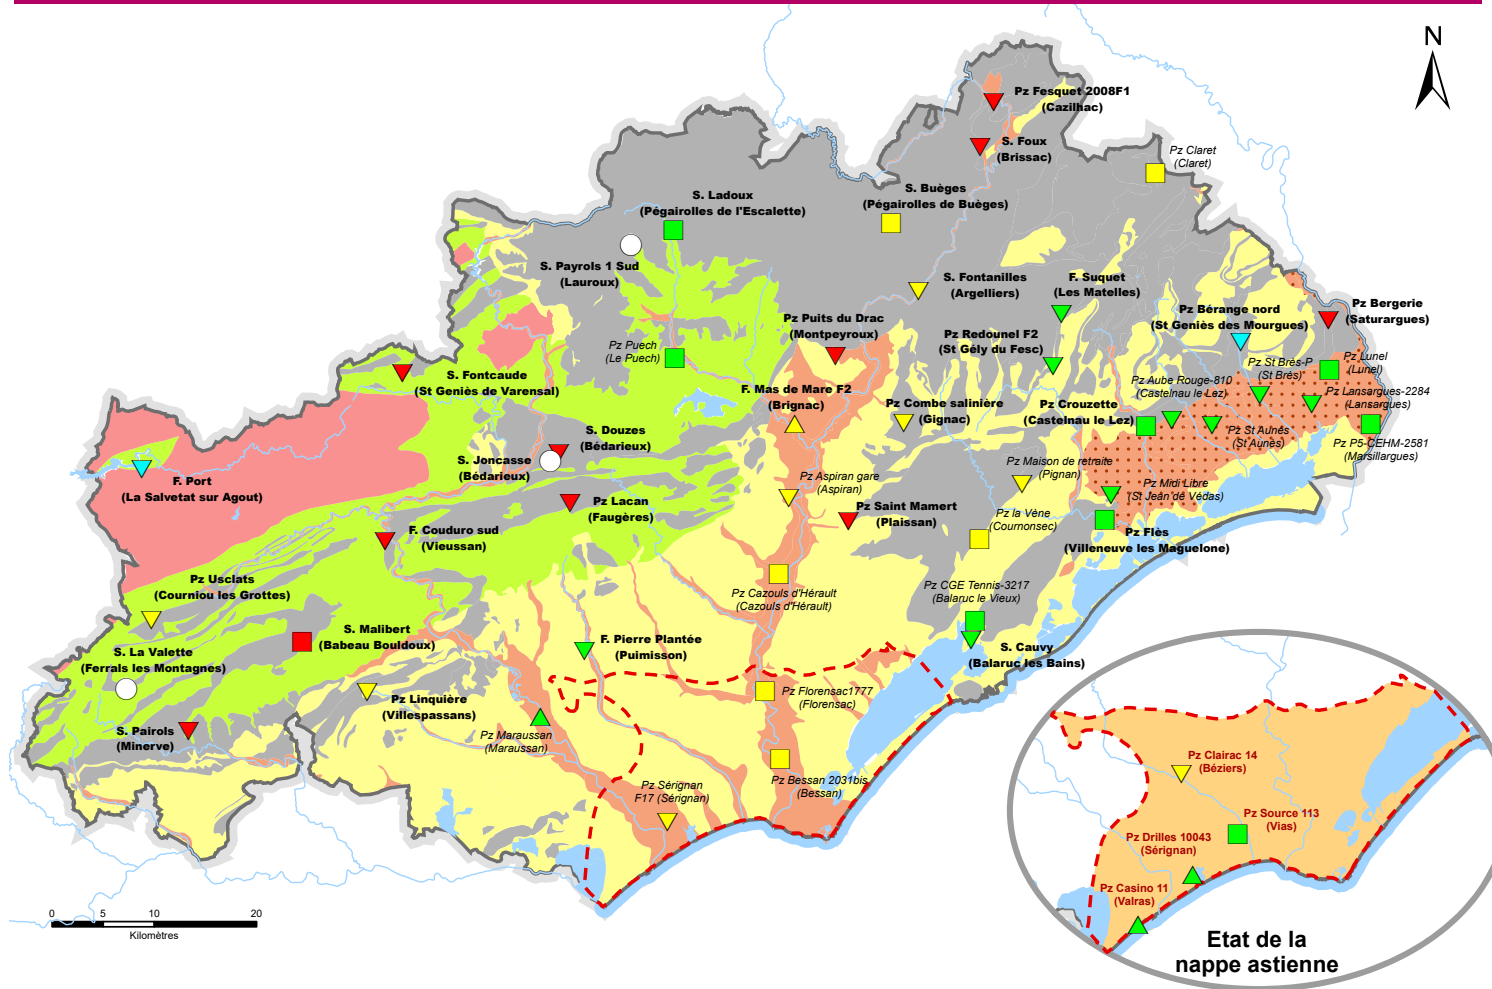 N
Pz Fesquet 2008F1
(Cazilhac)
S. Foux
(Brissac)
Pz Claret
(Claret)
S. Ladoux
(Pégairolles de l'Escalette)
S. Buèges
(Pégairolles de Buèges)
S. Payrols 1 Sud
(Lauroux)
S. Fontanilles
(Argelliers)
F. Suquet
(Les Matelles)
Pz Bérange nord
(St Geniès des Mourgues)
Pz Bergerie
(Saturargues)
Pz Puits du Drac
(Montpeyroux)
Pz Redounel F2
(St Gély du Fesc)
Pz Puech
(Le Puech)
Pz St Brès-P
(St Brès)
Pz Lunel
(Lunel)
S. Fontcaude
(St Geniès de Varensal)
F. Mas de Mare F2
(Brignac)
Pz Aube Rouge-810
(Castelnau le Lez)
Pz Lansargues-2284
(Lansargues)
Pz Combe salinière
(Gignac)
Pz Crouzette
(Castelnau le Lez)
S. Douzes
(Bédarieux)
Pz St Aunès
(St Aunès)
Pz P5-CEHM-2581
(Marsillargues)
S. Joncasse
(Bédarieux)
Pz Maison de retraite
(Pignan)
F. Port
(La Salvetat sur Agout)
Pz Aspiran gare
(Aspiran)
Pz Midi Libre
(St Jean de Védas)
Pz Lacan
(Faugères)
Pz Saint Mamert
(Plaissan)
Pz la Vène
(Cournonsec)
F. Couduro sud
(Vieussan)
Pz Flès
(Villeneuve les Maguelone)
Pz Usclats
(Courniou les Grottes)
Pz Cazouls d'Hérault
(Cazouls d'Hérault)
Pz CGE Tennis-3217
(Balaruc le Vieux)
S. Malibert
(Babeau Bouldoux)
F. Pierre Plantée
(Puimisson)
S. La Valette
(Ferrals les Montagnes)
S. Cauvy
(Balaruc les Bains)
Pz Linquière
(Villespassans)
Pz Florensac1777
(Florensac)
S. Pairols
(Minerve)
Pz Maraussan
(Maraussan)
Pz Sérignan
F17 (Sérignan)
Pz Bessan 2031bis
(Bessan)
Pz Clairac 14
(Béziers)
Pz Source 113
(Vias)
Pz Drilles 10043
(Sérignan)
Pz Casino 11
(Valras)
Etat de la
nappe astienne
0 5 10 20
Kilomètres